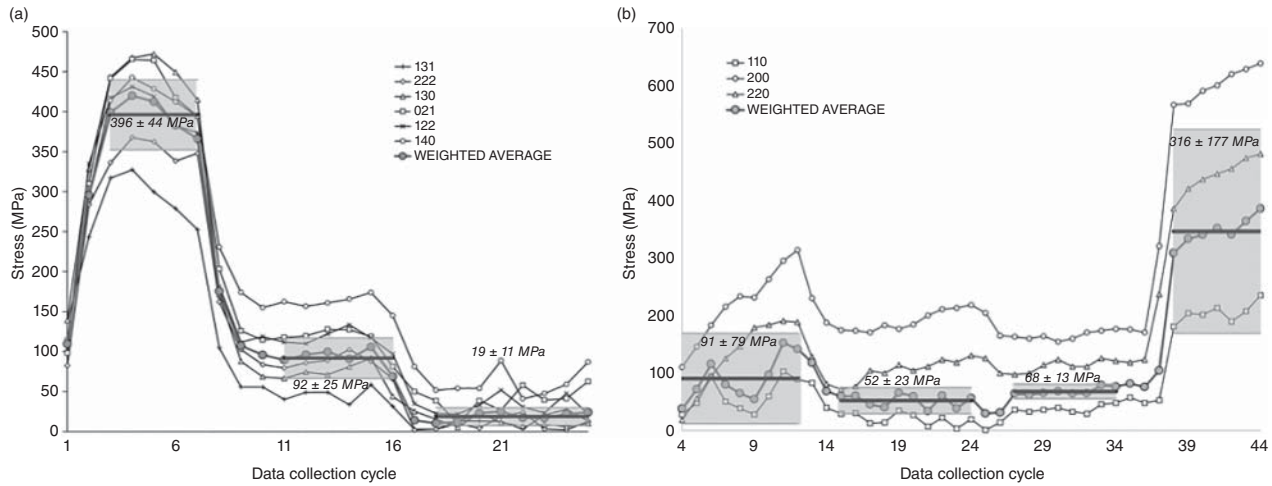 (a)
500
450
400
350
300
250
200
150
100
50
0
Stress (MPa)
1
6
11
16
21
Data collection cycle
131
222
130
021
122
140
WEIGHTED AVERAGE
396 ± 44 MPa
92 ± 25 MPa
19 ± 11 MPa
(b)
700
600
500
400
300
200
100
0
Stress (MPa)
4
9
14
19
24
29
34
39
44
Data collection cycle
110
200
220
WEIGHTED AVERAGE
91 ± 79 MPa
52 ± 23 MPa
68 ± 13 MPa
316 ± 177 MPa